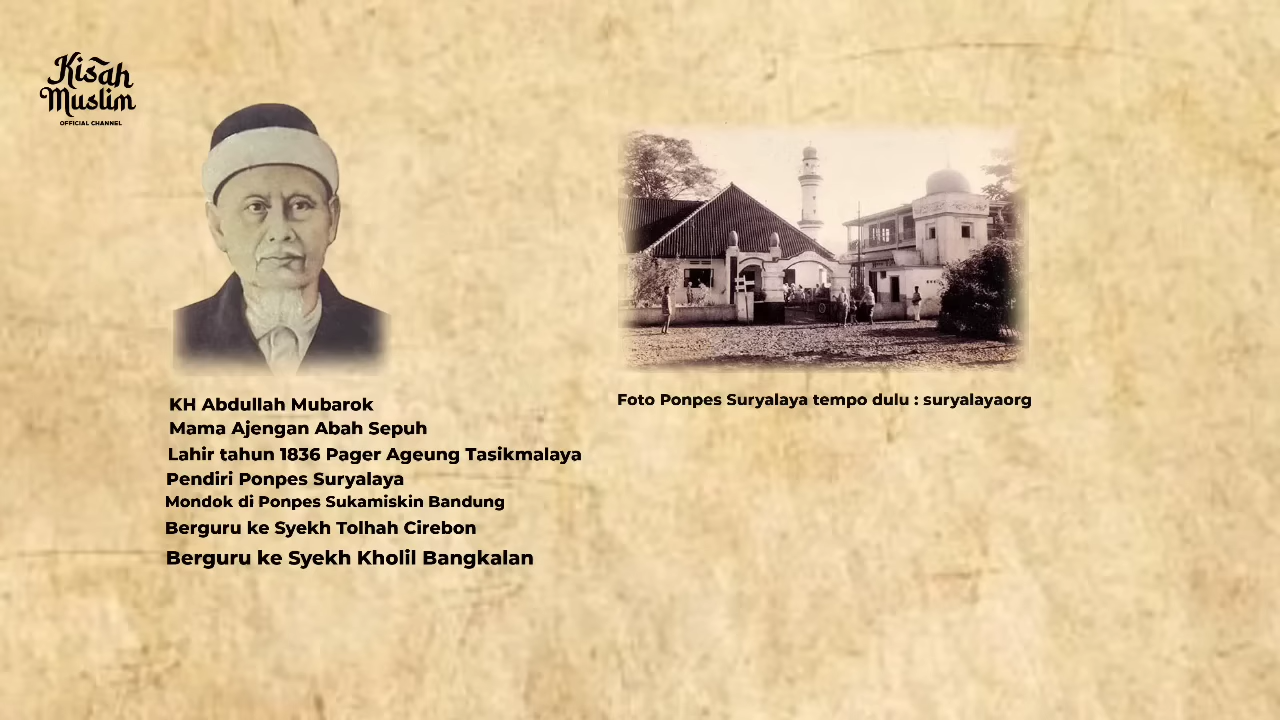 Kisah
Muslim
OFFICIAL CHANNEL
KH Abdullah Mubarok
Mama Ajengan Abah Sepuh
Lahir tahun 1836 Pager Ageung Tasikmalaya
Pendiri Ponpes Suryalaya
Mondok di Ponpes Sukamiskin Bandung
Berguru ke Syekh Tolhah Cirebon
Berguru ke Syekh Kholil Bangkalan
Foto Ponpes Suryalaya tempo dulu : suryalayaorg